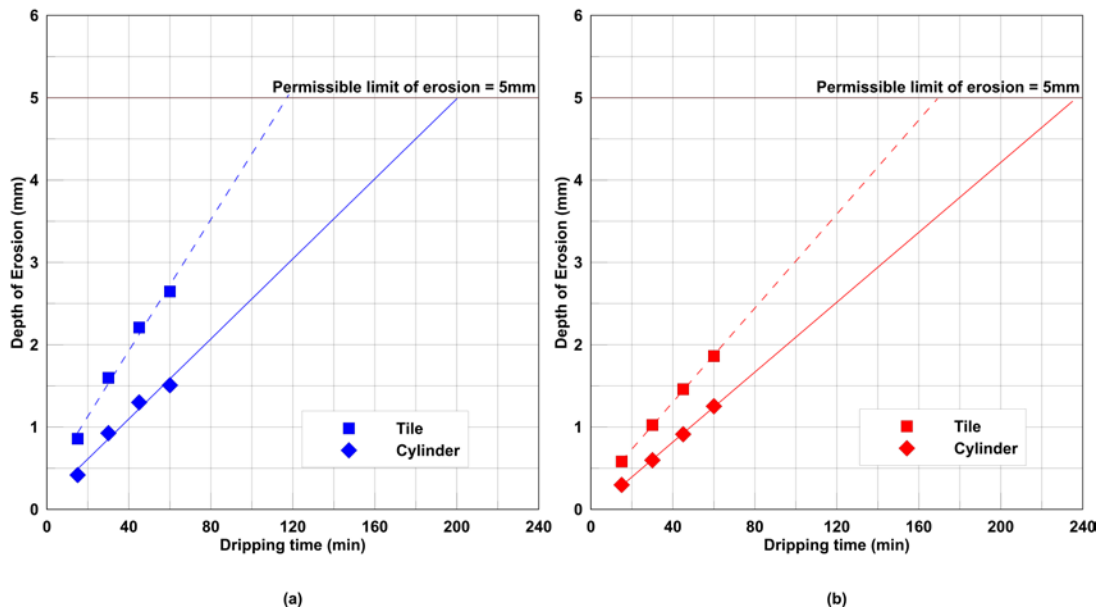 6
5
4
3
2
1
0
Depth of Erosion (mm)
Permissible limit of erosion = 5mm
Tile
Cylinder
0 40 80 120 160 200 240
Dripping time (min)
(a)
6
5
4
3
2
1
0
Depth of Erosion (mm)
Permissible limit of erosion = 5mm
Tile
Cylinder
0 40 80 120 160 200 240
Dripping time (min)
(b)